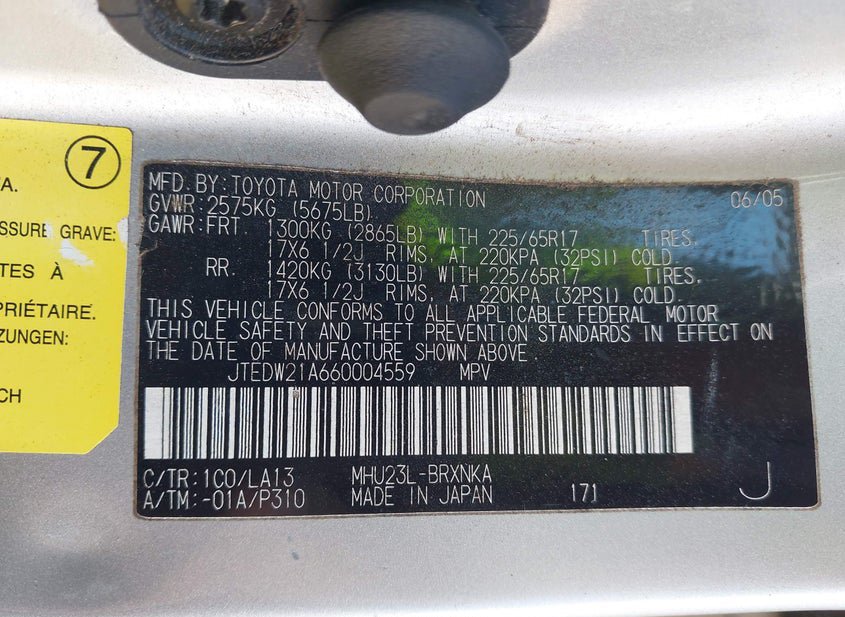 7
A.
SSURE GRAVE:
TES À
PRIÉTAIRE.
ZUNGEN:
CH
MFD. BY: TOYOTA MOTOR CORPORATION 06/05
GVWR: 2575KG (5675LB)
GAWR: FRT. 1300KG (2865LB) WITH 225/65R17 TIRES,
17X6 1/2J RIMS, AT 220KPA (32PSI) COLD.
RR. 1420KG (3130LB) WITH 225/65R17 TIRES,
17X6 1/2J RIMS, AT 220KPA (32PSI) COLD.
THIS VEHICLE CONFORMS TO ALL APPLICABLE FEDERAL MOTOR
VEHICLE SAFETY AND THEFT PREVENTION STANDARDS IN EFFECT ON
THE DATE OF MANUFACTURE SHOWN ABOVE.
JTEDW21A660004559 MPV
C/TR: 1C0/LA13 MHU23L-BRXNKA
A/TM: -01A/P310 MADE IN JAPAN 171 J